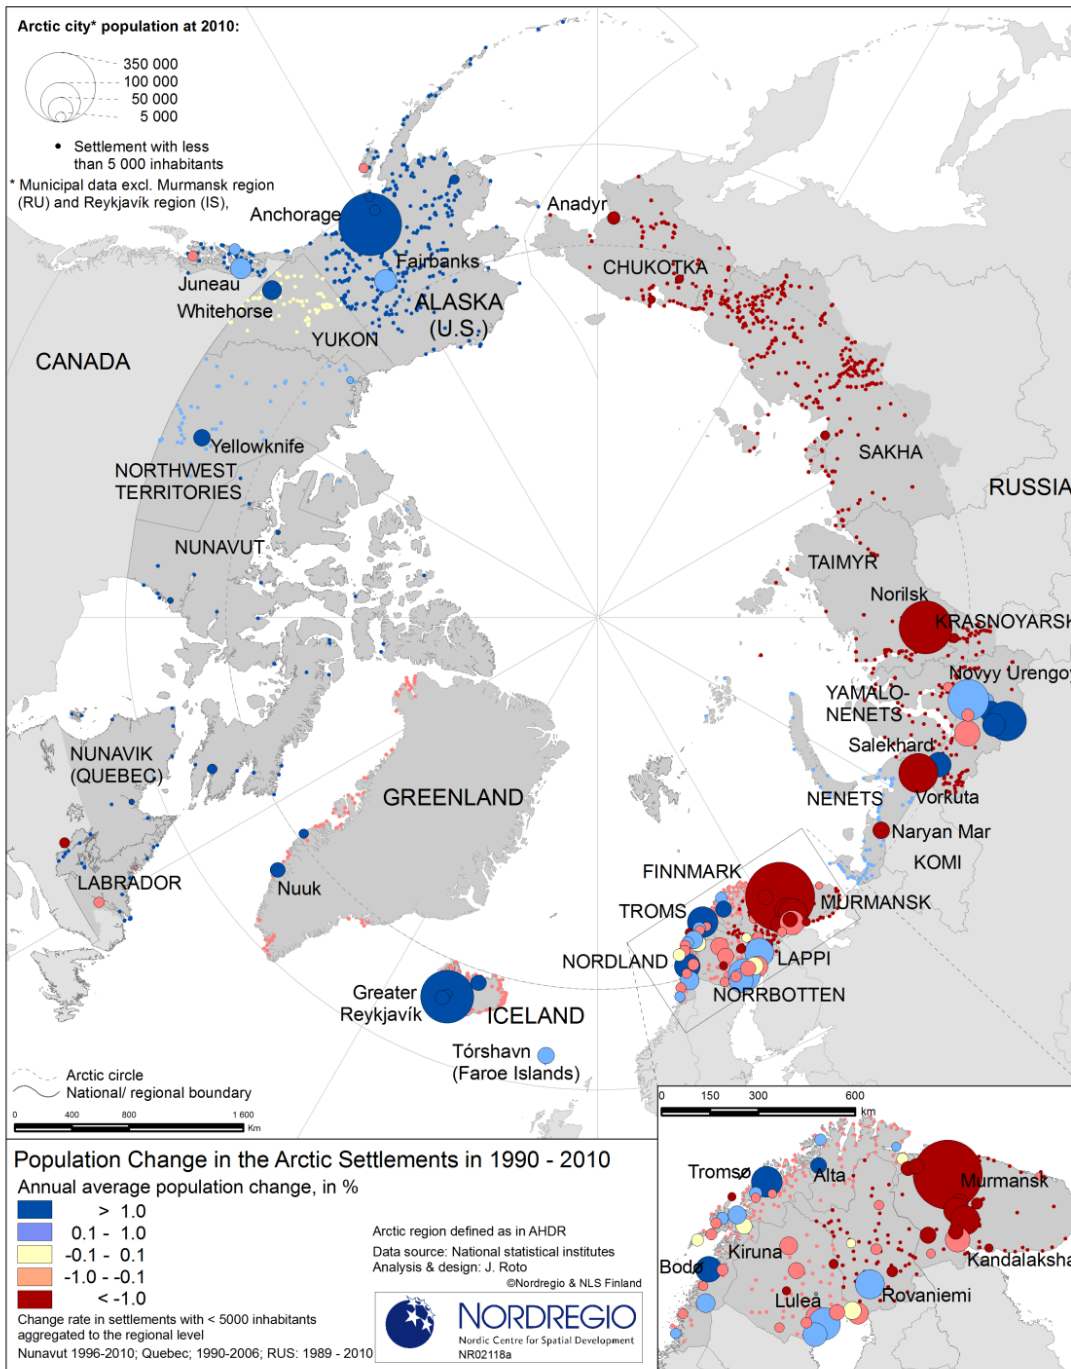 Arctic city* population at 2010:
350 000
100 000
50 000
5 000
Settlement with less
than 5 000 inhabitants
* Municipal data excl. Murmansk region
(RU) and Reykjavík region (IS),
Anchorage
Fairbanks
Juneau
Whitehorse
ALASKA
(U.S.)
YUKON
CANADA
Yellowknife
NORTHWEST
TERRITORIES
NUNAVUT
NUNAVIK
(QUEBEC)
LABRADOR
Nuuk
GREENLAND
Greater
Reykjavík
ICELAND
Tórshavn
(Faroe Islands)
Anadyr
CHUKOTKA
SAKHA
RUSSIA
TAIMYR
Norilsk
KRASNOYARSK
Novyy Urengoy
YAMALO-
NENETS
Salekhard
NENETS
Vorkuta
Naryan Mar
KOMI
FINNMARK
MURMANSK
TROMS
LAPPI
NORDLAND
NORRBOTTEN
Arctic circle
National/ regional boundary
0 400 800 1 600
Km
0 150 300 600
km
Tromsø
Alta
Murmansk
Kiruna
Kandalaksha
Bodø
Rovaniemi
Luleå
Population Change in the Arctic Settlements in 1990 - 2010
Annual average population change, in %
> 1.0
0.1 - 1.0
-0.1 - 0.1
-1.0 - -0.1
< -1.0
Change rate in settlements with < 5000 inhabitants
aggregated to the regional level
Nunavut 1996-2010; Quebec; 1990-2006; RUS: 1989 - 2010
Arctic region defined as in AHDR
Data source: National statistical institutes
Analysis & design: J. Roto
©Nordregio & NLS Finland
NORDREGIO
Nordic Centre for Spatial Development
NR02118a